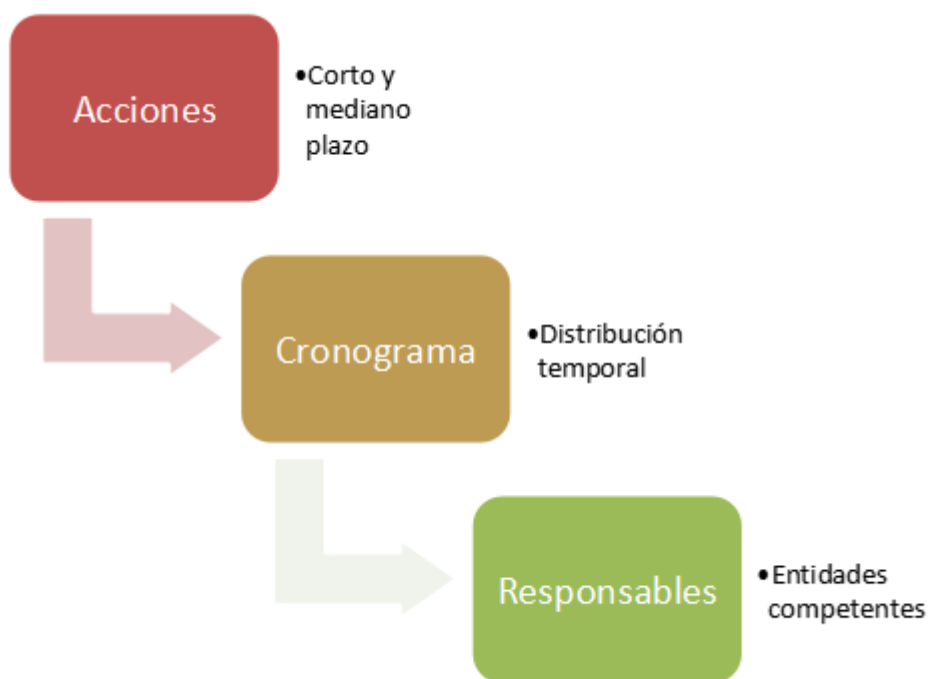 Acciones
•Corto y
mediano
plazo
Cronograma
•Distribución
temporal
Responsables
•Entidades
competentes